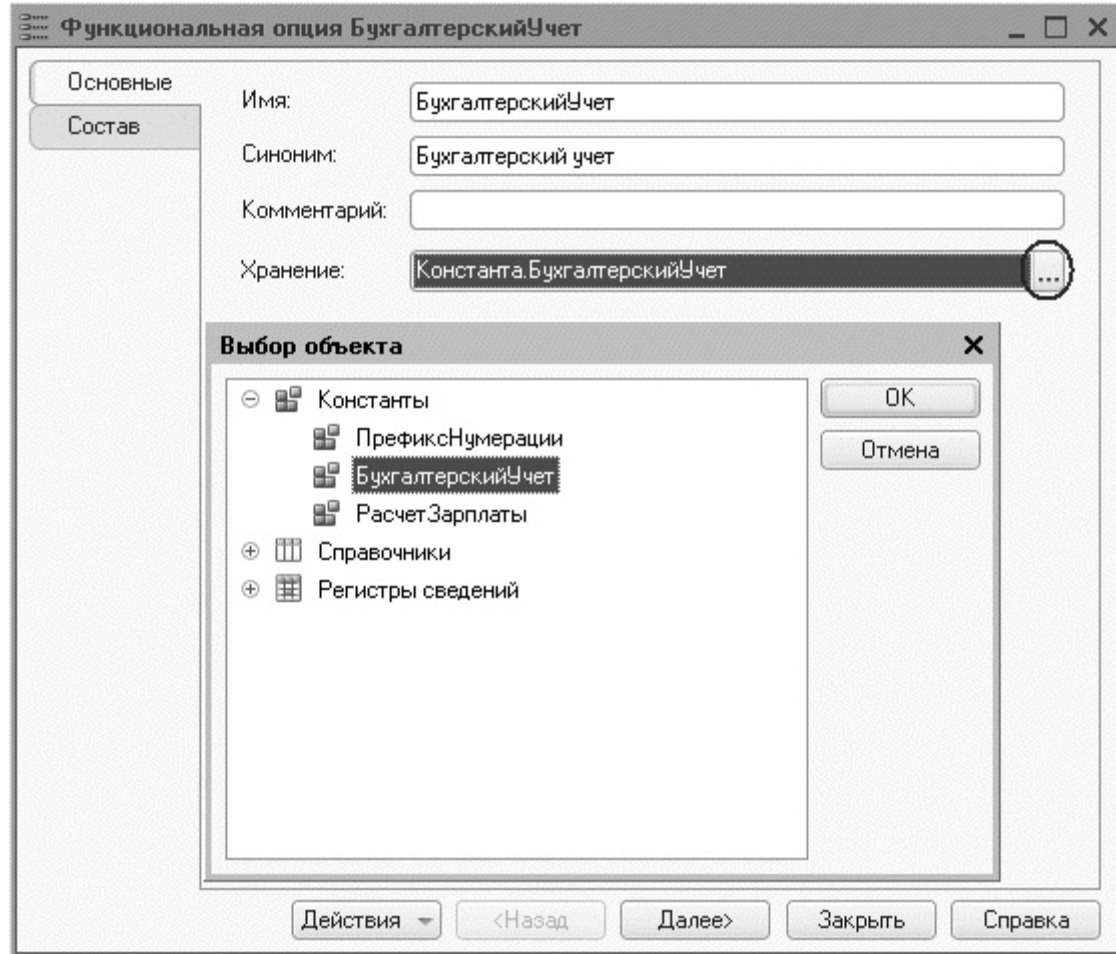 Функциональная опция БухгалтерскийУчет
Основные
Состав
Имя:
БухгалтерскийУчет
Синоним:
Бухгалтерский учет
Комментарий:
Хранение:
Константа.БухгалтерскийУчет
...
Выбор объекта
Константы
ПрефиксНумерации
БухгалтерскийУчет
РасчетЗарплаты
Справочники
Регистры сведений
OK
Отмена
Действия
<Назад
Далее>
Закрыть
Справка